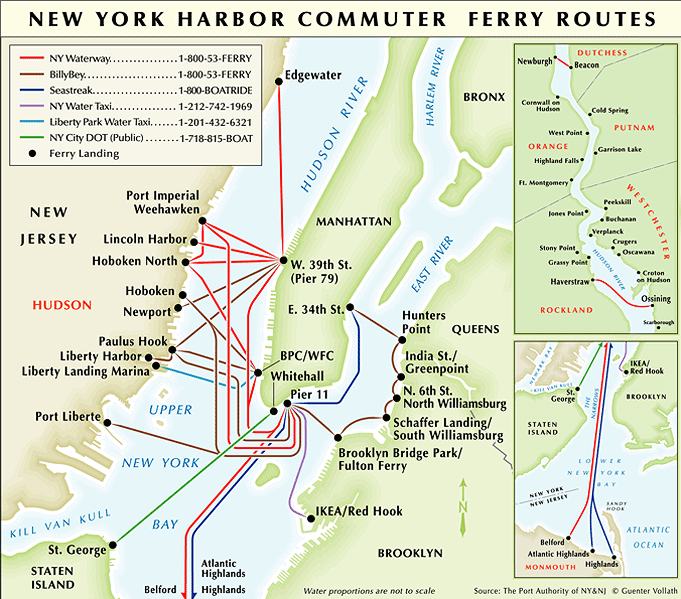 NEW YORK HARBOR COMMUTER FERRY ROUTES
NY Waterway................1-800-53-FERRY
BillyBey.......................1-800-53-FERRY
Seastreak....................1-800-BOATRIDE
NY Water Taxi..............1-212-742-1969
Liberty Park Water Taxi....1-201-432-6321
NY City DOT (Public).......1-718-815-BOAT
Ferry Landing
Edgewater
HUDSON RIVER
HARLEM RIVER
BRONX
NEW
JERSEY
HUDSON
Port Imperial
Weehawken
Lincoln Harbor
Hoboken North
Hoboken
Newport
Paulus Hook
Liberty Harbor
Liberty Landing Marina
Port Liberte
MANHATTAN
W. 39th St.
(Pier 79)
EAST RIVER
E. 34th St.
Hunters
Point
QUEENS
India St./
Greenpoint
N. 6th St.
North Williamsburg
Schaffer Landing/
South Williamsburg
Brooklyn Bridge Park/
Fulton Ferry
BPC/WFC
Whitehall
Pier 11
UPPER
NEW YORK
BAY
KILL VAN KULL
St. George
STATEN
ISLAND
IKEA/Red Hook
BROOKLYN
N
Belford
Atlantic
Highlands
Highlands
Water proportions are not to scale
Source: The Port Authority of NY&NJ © Guenter Vollath
DUTCHESS
Newburgh
Beacon
Cornwall on
Hudson
Cold Spring
PUTNAM
West Point
ORANGE
Garrison Lake
Highland Falls
Ft. Montgomery
WESTCHESTER
Peekskill
Jones Point
Buchanan
Verplanck
Crugers
Stony Point
Oscawana
Grassy Point
HUDSON RIVER
Croton on
Hudson
Haverstraw
Ossining
ROCKLAND
Scarborough
NEWARK BAY
KILL VAN KULL
IKEA/
Red Hook
St.
George
THE NARROWS
BROOKLYN
STATEN
ISLAND
LOWER
NEW YORK
BAY
NEW YORK
NEW JERSEY
SANDY
HOOK
ATLANTIC
OCEAN
Belford
Atlantic Highlands
Highlands
MONMOUTH